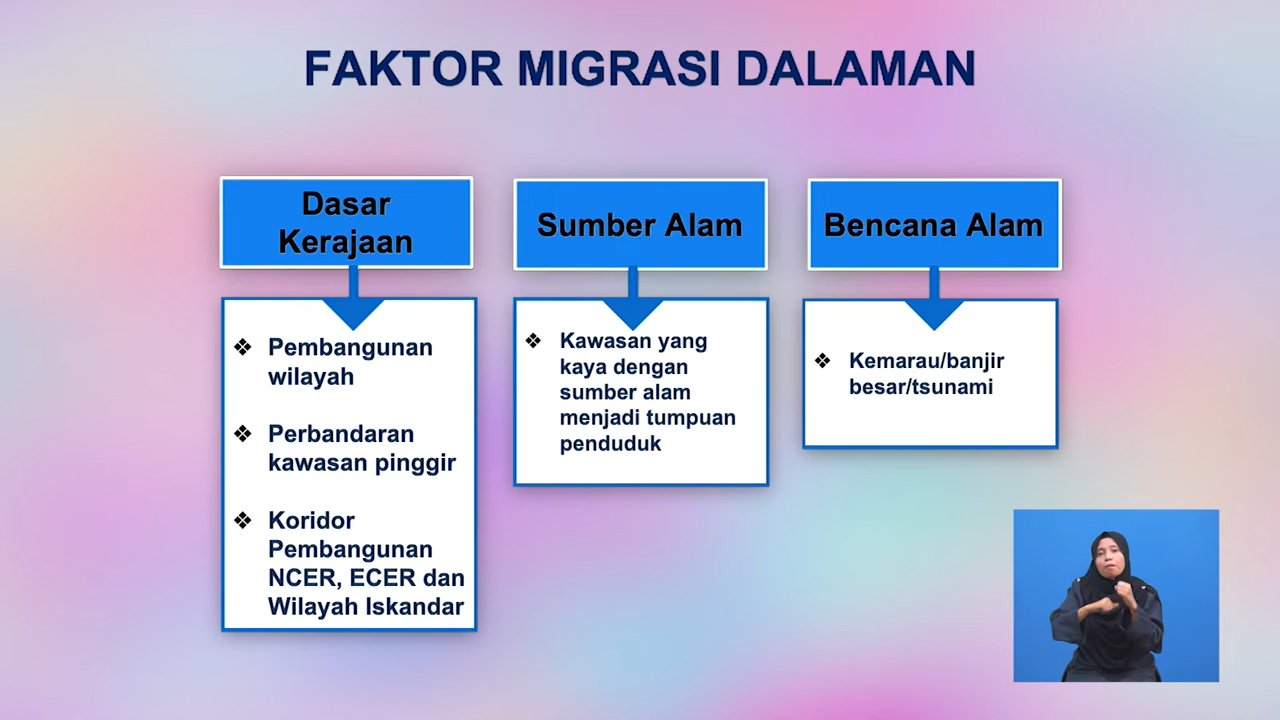 FAKTOR MIGRASI DALAMAN
Dasar
Kerajaan
❖ Pembangunan
wilayah
❖ Perbandaran
kawasan pinggir
❖ Koridor
Pembangunan
NCER, ECER dan
Wilayah Iskandar
Sumber Alam
❖ Kawasan yang
kaya dengan
sumber alam
menjadi tumpuan
penduduk
Bencana Alam
❖ Kemarau/banjir
besar/tsunami